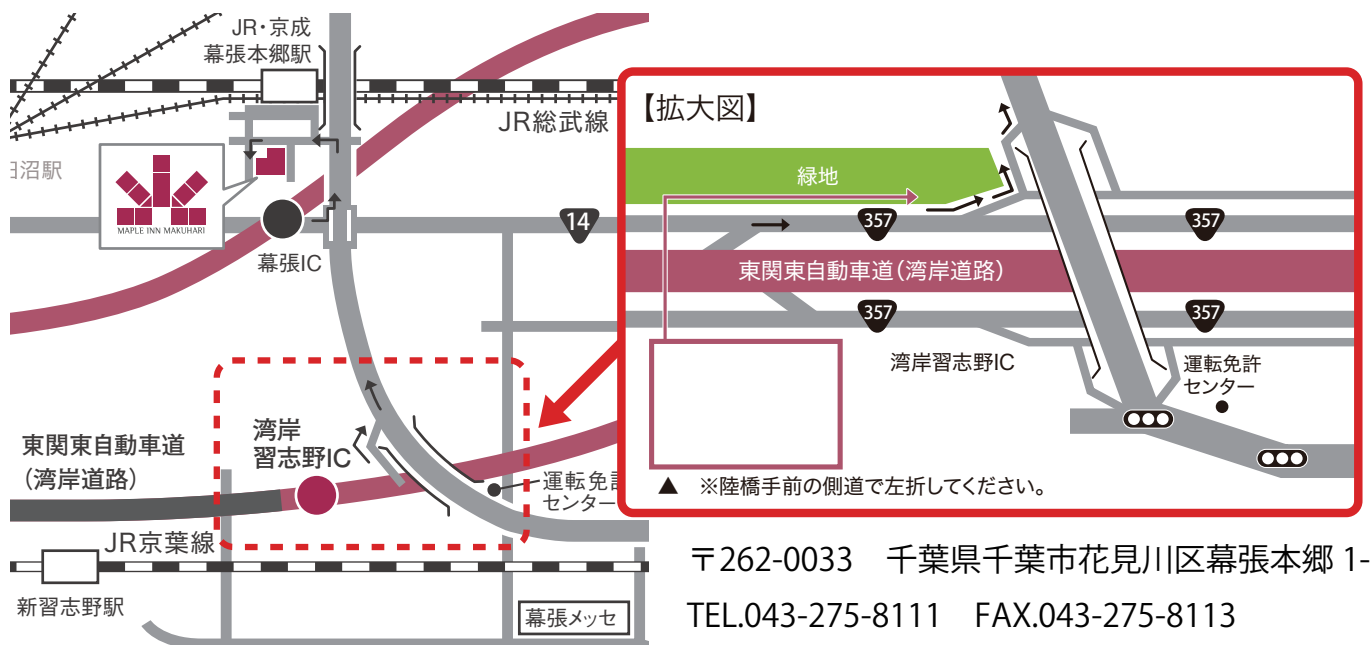 JR・京成
幕張本郷駅
JR総武線
沼駅
MAPLE INN MAKUHARI
幕張IC
14
湾岸
習志野IC
東関東自動車道
(湾岸道路)
運転免
センター
JR京葉線
新習志野駅
幕張メッセ
【拡大図】
緑地
357
357
東関東自動車道(湾岸道路)
357
357
湾岸習志野IC
運転免許
センター
▲ ※陸橋手前の側道で左折してください。
〒262-0033 千葉県千葉市花見川区幕張本郷 1-
TEL.043-275-8111 FAX.043-275-8113